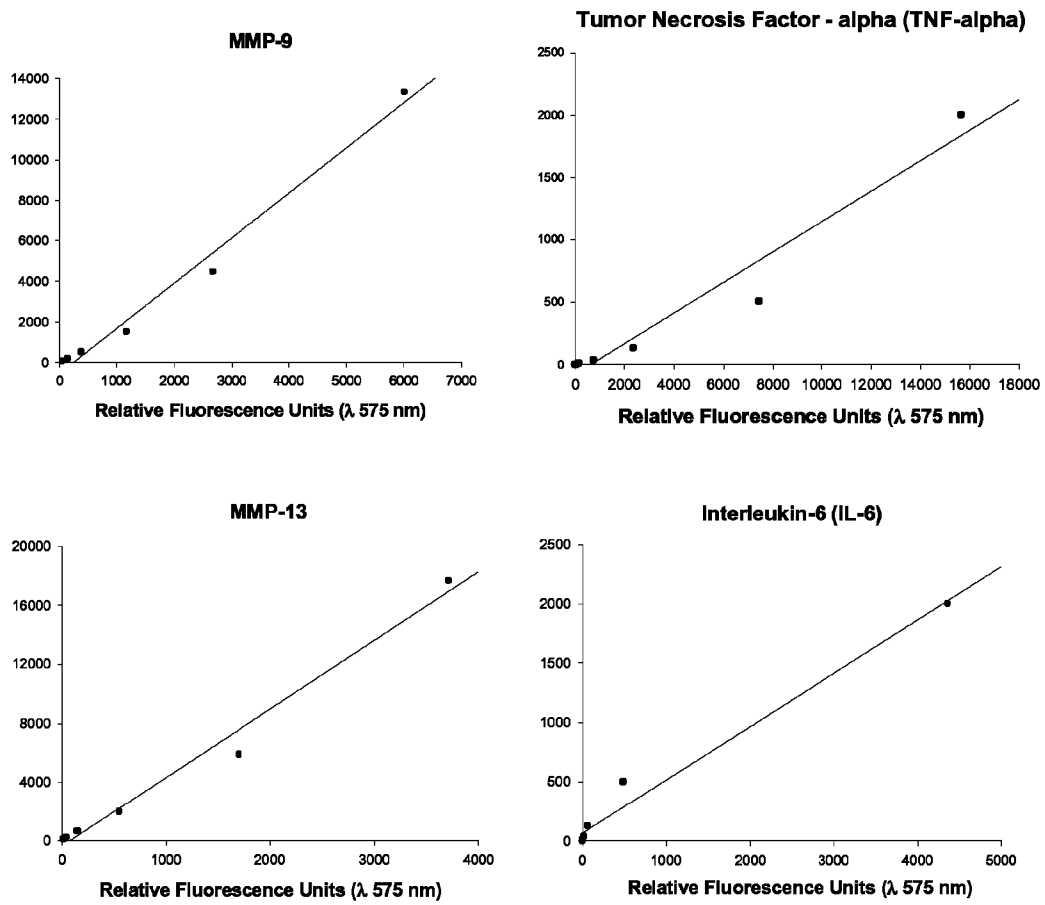 MMP-9
14000
12000
10000
8000
6000
4000
2000
0
0 1000 2000 3000 4000 5000 6000 7000
Relative Fluorescence Units (λ 575 nm)
Tumor Necrosis Factor - alpha (TNF-alpha)
2500
2000
1500
1000
500
0
0 2000 4000 6000 8000 10000 12000 14000 16000 18000
Relative Fluorescence Units (λ 575 nm)
MMP-13
20000
16000
12000
8000
4000
0
0 1000 2000 3000 4000
Relative Fluorescence Units (λ 575 nm)
Interleukin-6 (IL-6)
2500
2000
1500
1000
500
0
0 1000 2000 3000 4000 5000
Relative Fluorescence Units (λ 575 nm)